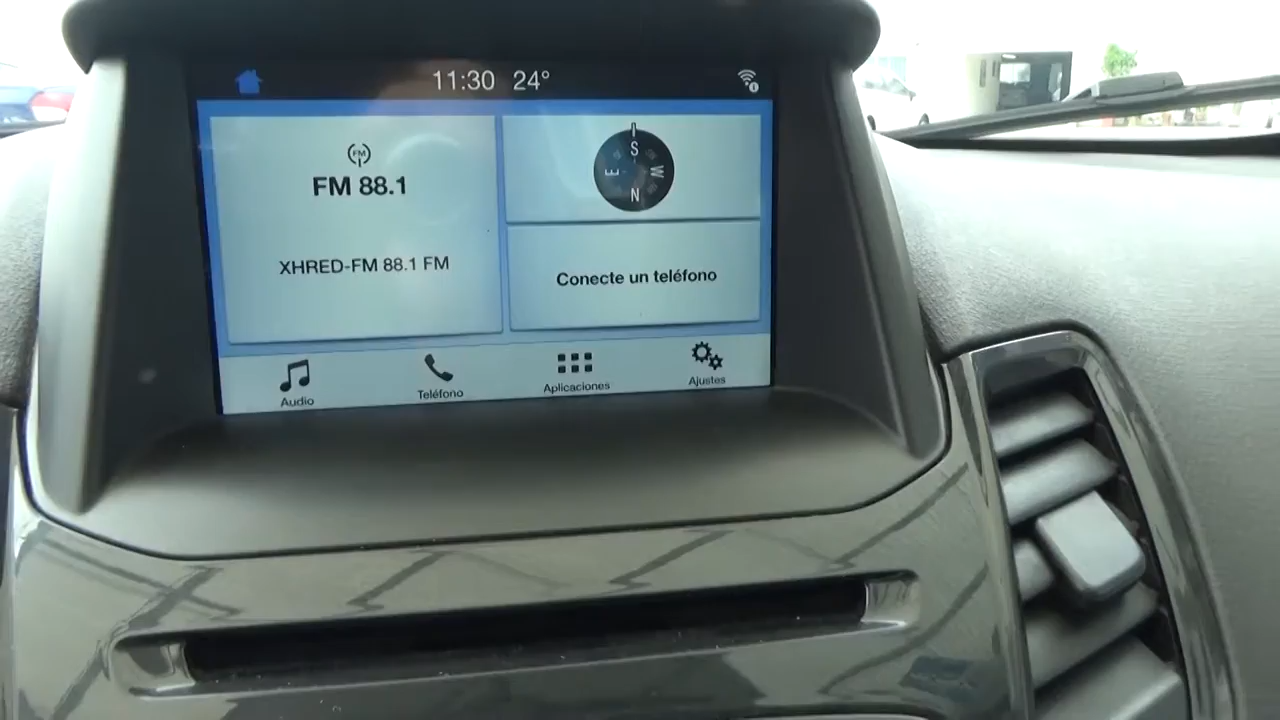 11:30 24°
FM
FM 88.1
XHRED-FM 88.1 FM
S
E
W
N
Conecte un teléfono
Audio
Teléfono
Aplicaciones
Ajustes